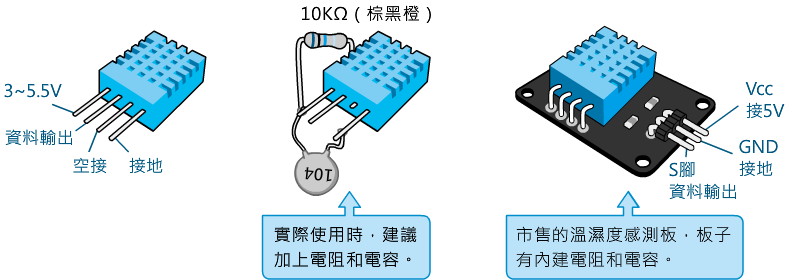 3~5.5V
資料輸出
空接
接地
10KΩ（棕黑橙）
104
實際使用時，建議
加上電阻和電容。
Vcc
接5V
GND
接地
S腳
資料輸出
市售的溫濕度感測板，板子
有內建電阻和電容。